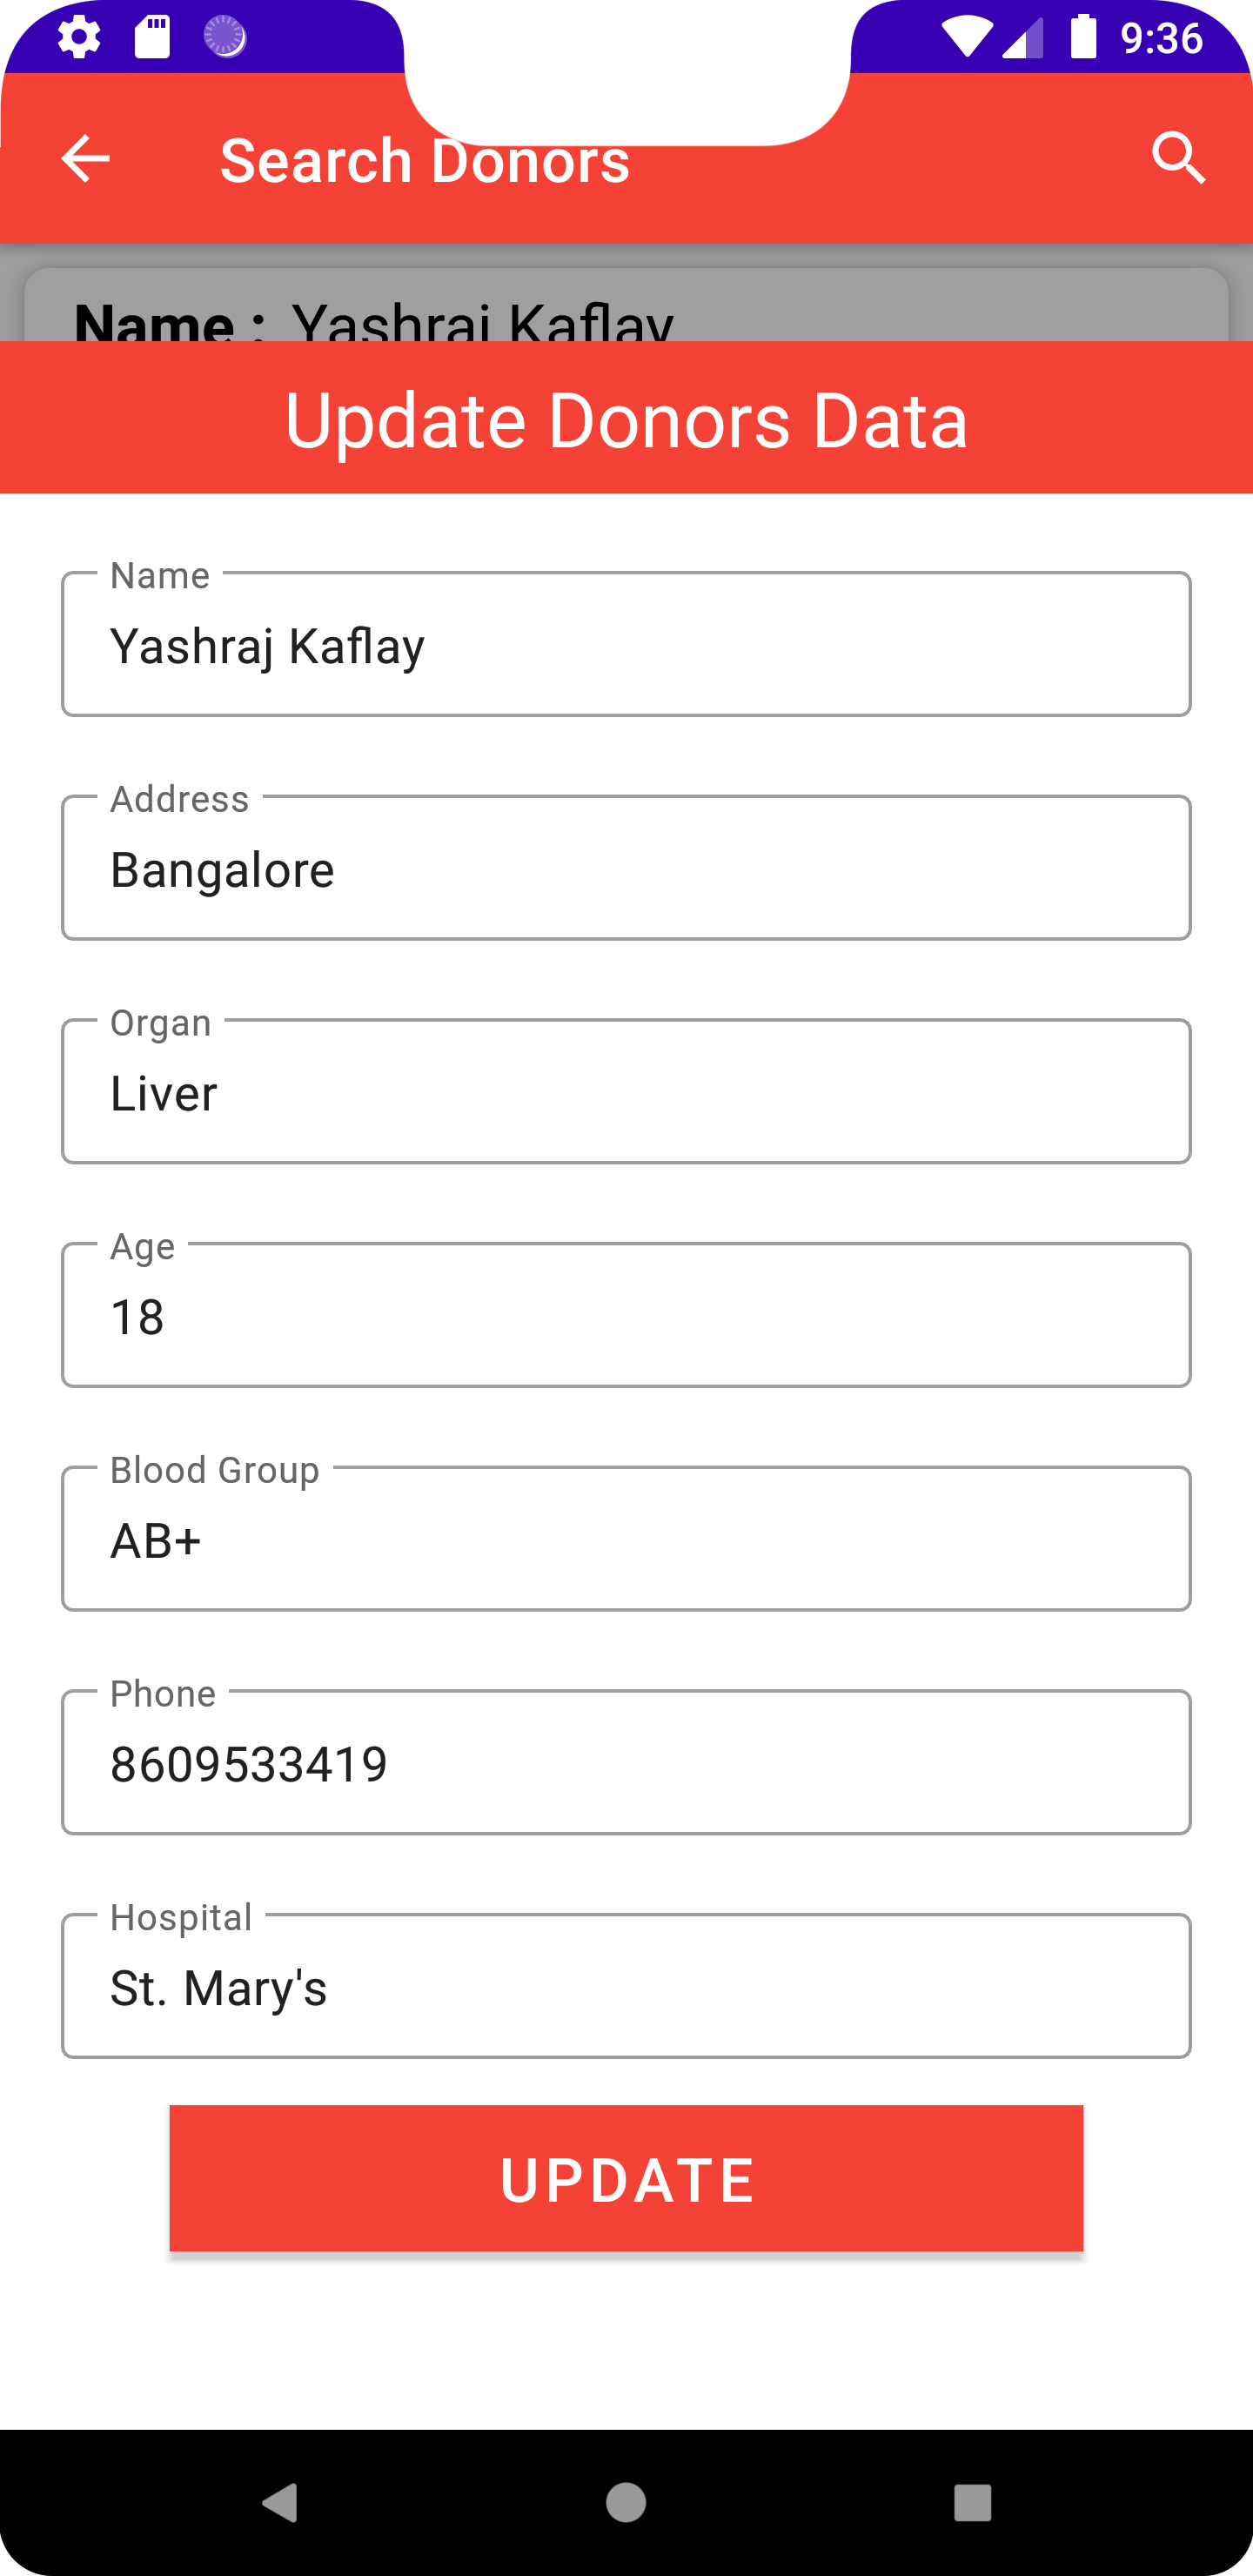 9:36
Search Donors
Name : Yashraj Kaflay
Update Donors Data
Name
Yashraj Kaflay
Address
Bangalore
Organ
Liver
Age
18
Blood Group
AB+
Phone
8609533419
Hospital
St. Mary's
UPDATE